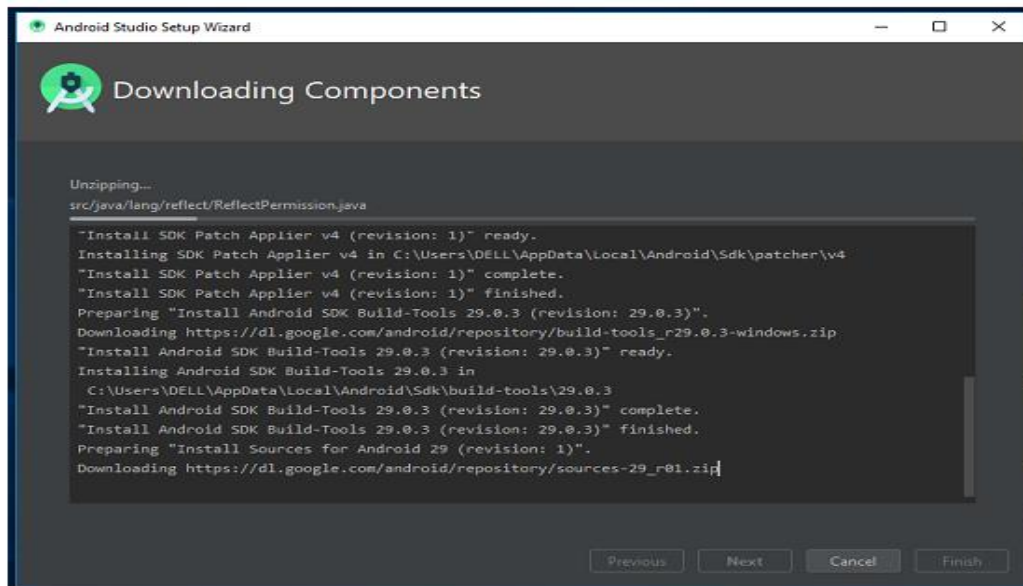 Android Studio Setup Wizard
Downloading Components
Unzipping...
src/java/lang/reflect/ReflectPermission.java
"Install SDK Patch Applier v4 (revision: 1)" ready.
Installing SDK Patch Applier v4 in C:\Users\DELL\AppData\Local\Android\Sdk\patcher\v4
"Install SDK Patch Applier v4 (revision: 1)" complete.
"Install SDK Patch Applier v4 (revision: 1)" finished.
Preparing "Install Android SDK Build-Tools 29.0.3 (revision: 29.0.3)".
Downloading https://dl.google.com/android/repository/build-tools_r29.0.3-windows.zip
"Install Android SDK Build-Tools 29.0.3 (revision: 29.0.3)" ready.
Installing Android SDK Build-Tools 29.0.3 in
C:\Users\DELL\AppData\Local\Android\Sdk\build-tools\29.0.3
"Install Android SDK Build-Tools 29.0.3 (revision: 29.0.3)" complete.
"Install Android SDK Build-Tools 29.0.3 (revision: 29.0.3)" finished.
Preparing "Install Sources for Android 29 (revision: 1)".
Downloading https://dl.google.com/android/repository/sources-29_r01.zip
Previous Next Cancel Finish